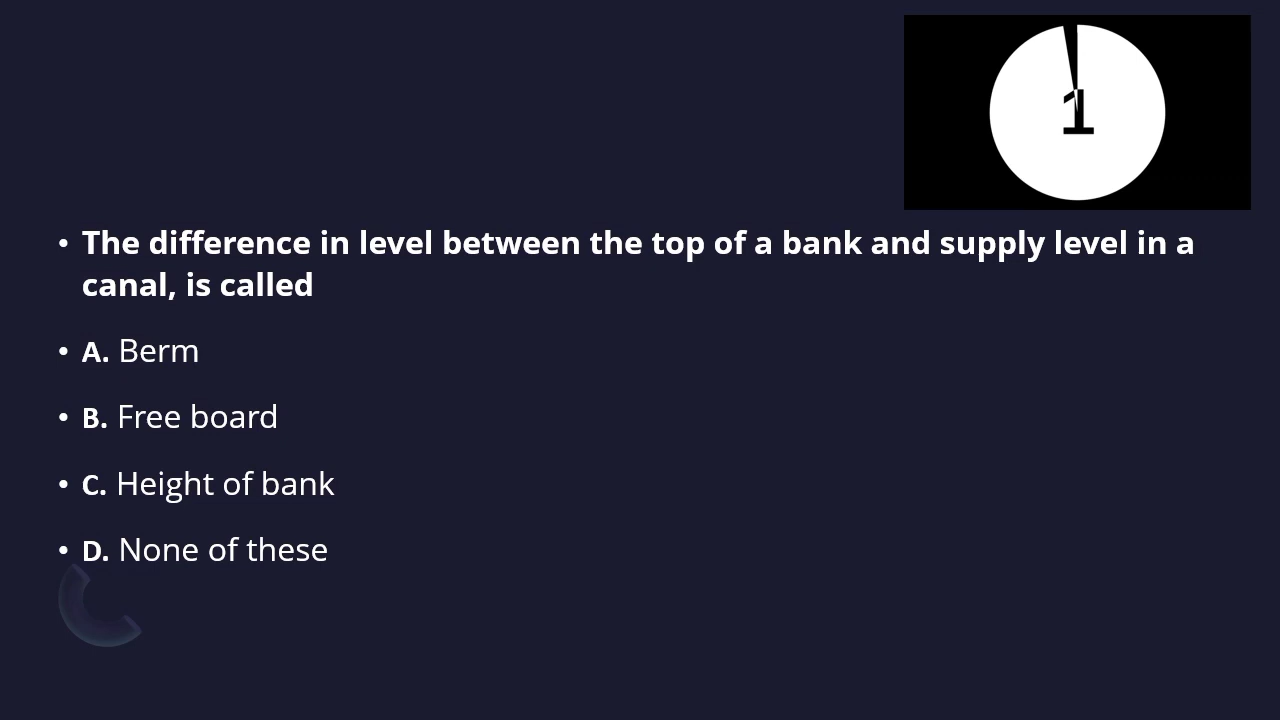 1
• The difference in level between the top of a bank and supply level in a
canal, is called
• A. Berm
• B. Free board
• C. Height of bank
• D. None of these